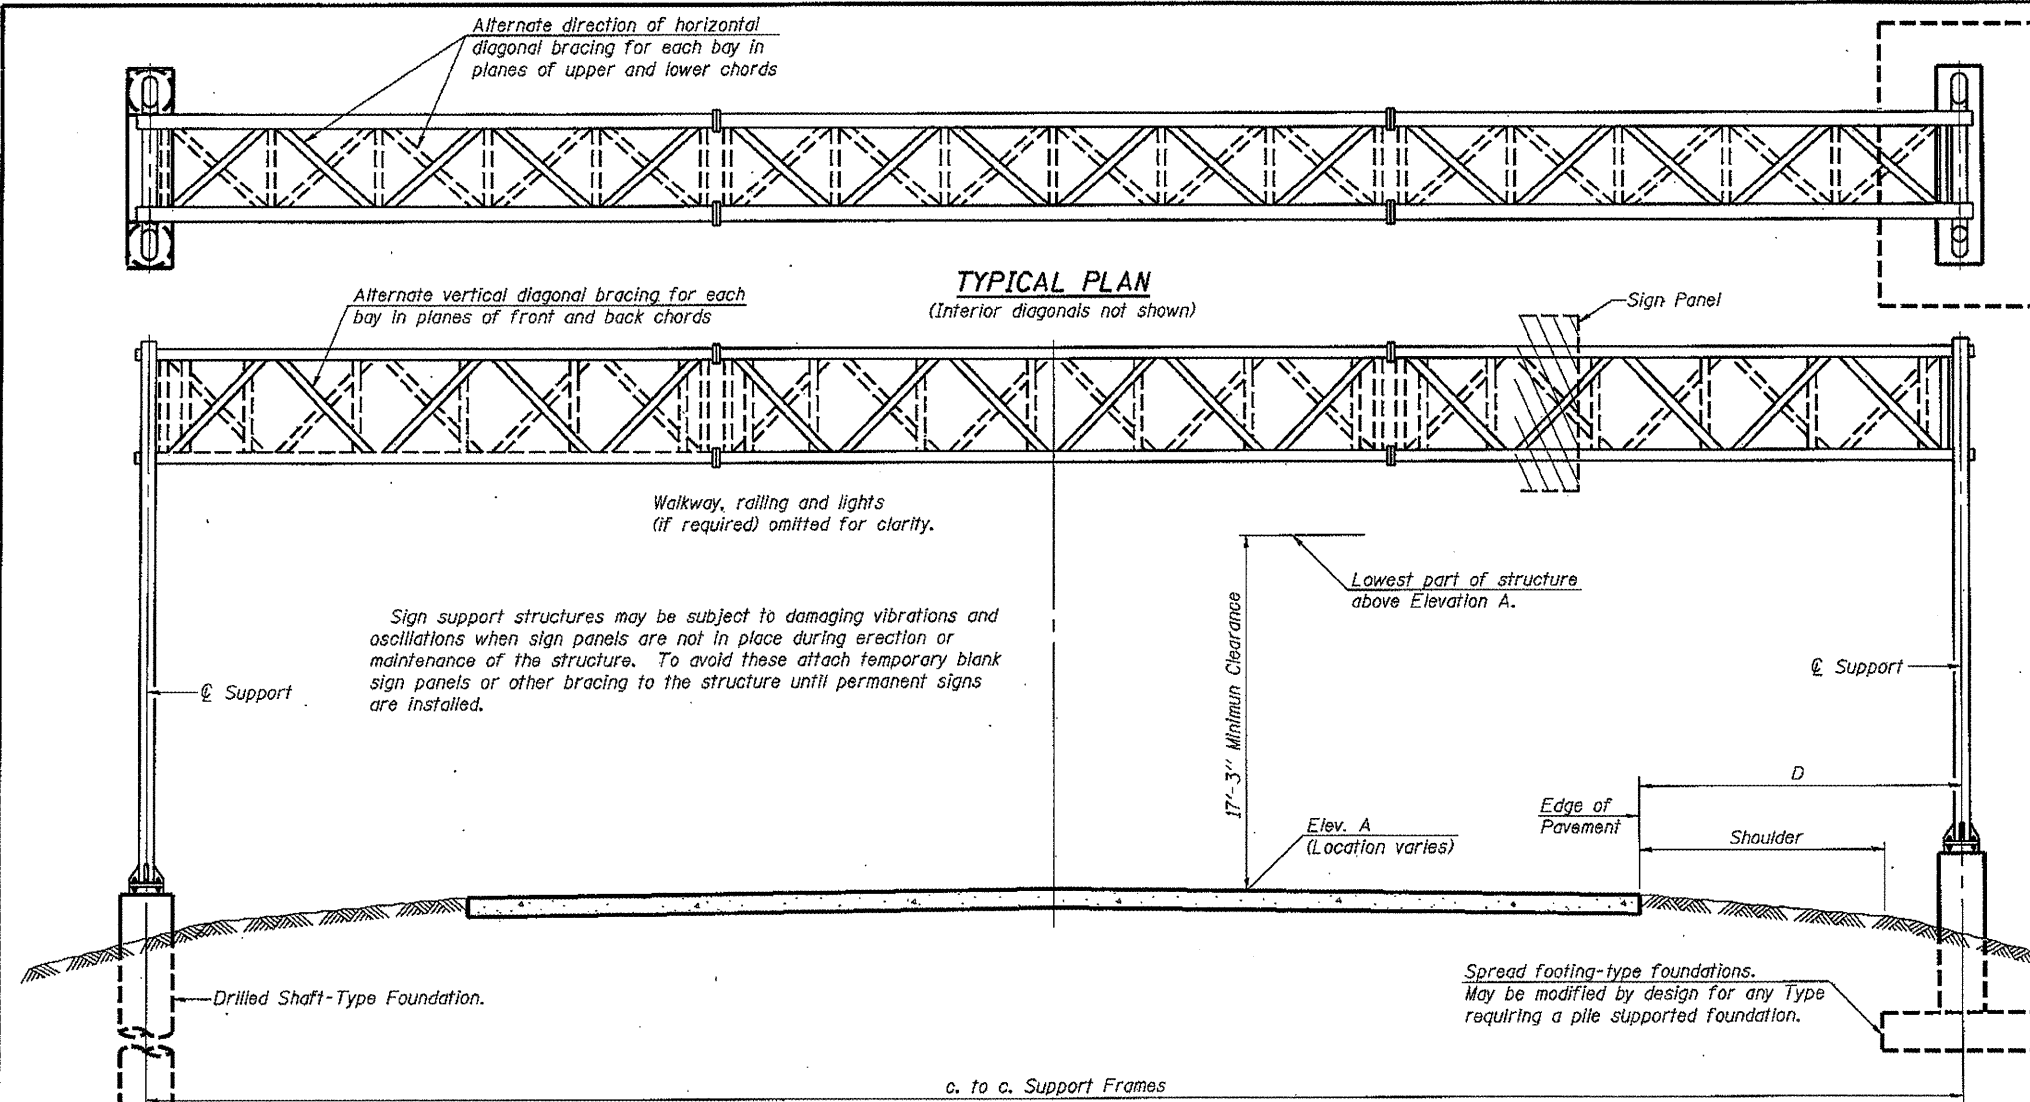 Alternate direction of horizontal
diagonal bracing for each bay in
planes of upper and lower chords
TYPICAL PLAN
(Interior diagonals not shown)
Alternate vertical diagonal bracing for each
bay in planes of front and back chords
Sign Panel
Walkway, railing and lights
(if required) omitted for clarity.
Lowest part of structure
above Elevation A.
Sign support structures may be subject to damaging vibrations and
oscillations when sign panels are not in place during erection or
maintenance of the structure. To avoid these attach temporary blank
sign panels or other bracing to the structure until permanent signs
are installed.
℄ Support
17'-3" Minimun Clearance
℄ Support
D
Edge of
Pavement
Shoulder
Elev. A
(Location varies)
Drilled Shaft-Type Foundation.
Spread footing-type foundations.
May be modified by design for any Type
requiring a pile supported foundation.
c. to c. Support Frames